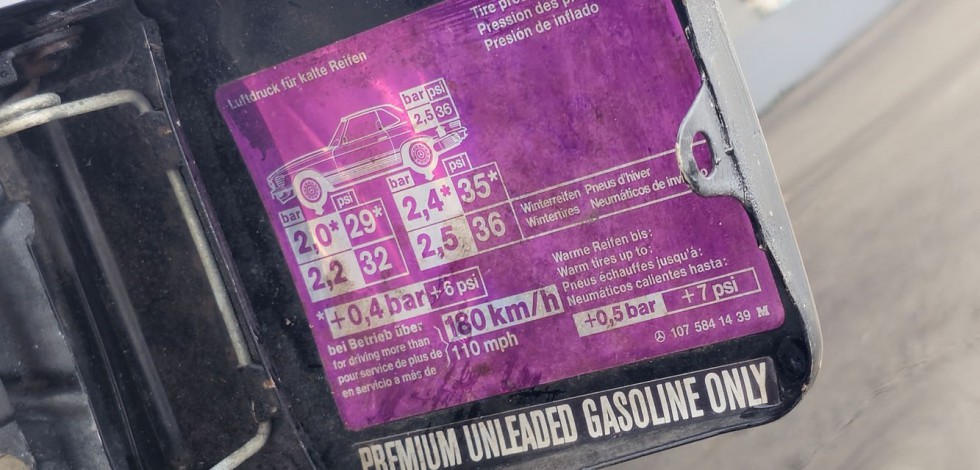 Tire
Pression des
Presión de inflado
Luftdruck für kalte Reifen
bar psi
2,5 36
bar psi
2,0* 29*
2,2 32
bar psi
2,4* 35*
2,5 36
Winterreifen Pneus d'hiver
Wintertires Neumáticos de
*+0,4 bar +6 psi
bei Betrieb über
for driving more than
pour service de plus de
en servicio a más de
180 km/h
110 mph
Warme Reifen bis:
Warm tires up to:
Pneus échauffes jusqu'à:
Neumáticos calientes hasta:
+0,5 bar +7 psi
107 584 14 39 M
PREMIUM UNLEADED GASOLINE ONLY